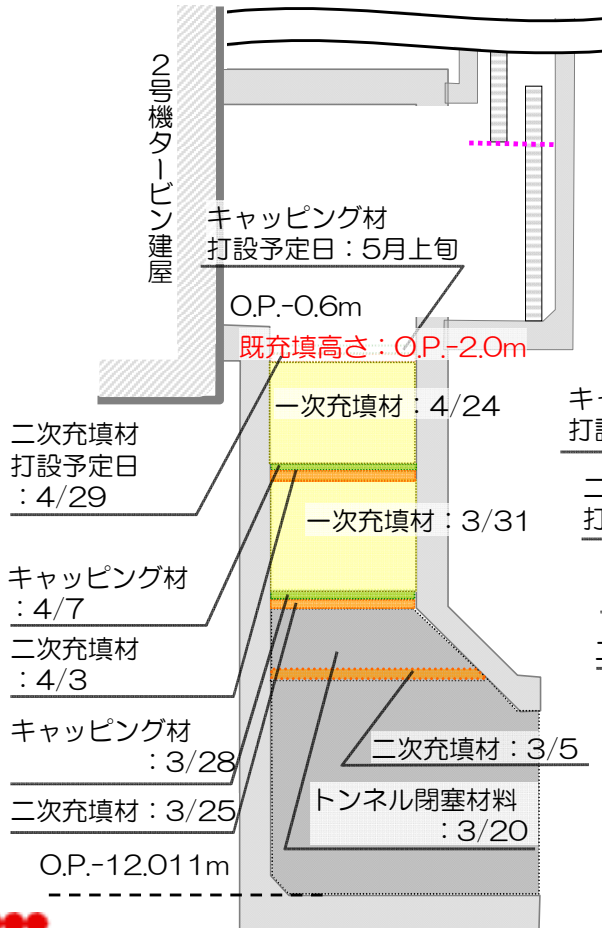 2号機タービン建屋
キャッピング材
打設予定日：5月上旬
O.P.-0.6m
既充填高さ：O.P.-2.0m
一次充填材：4/24
二次充填材
打設予定日
：4/29
一次充填材：3/31
キャッピング材
：4/7
二次充填材
：4/3
キャッピング材
：3/28
二次充填材：3/5
二次充填材：3/25
トンネル閉塞材料
：3/20
O.P.-12.011m
キ
打